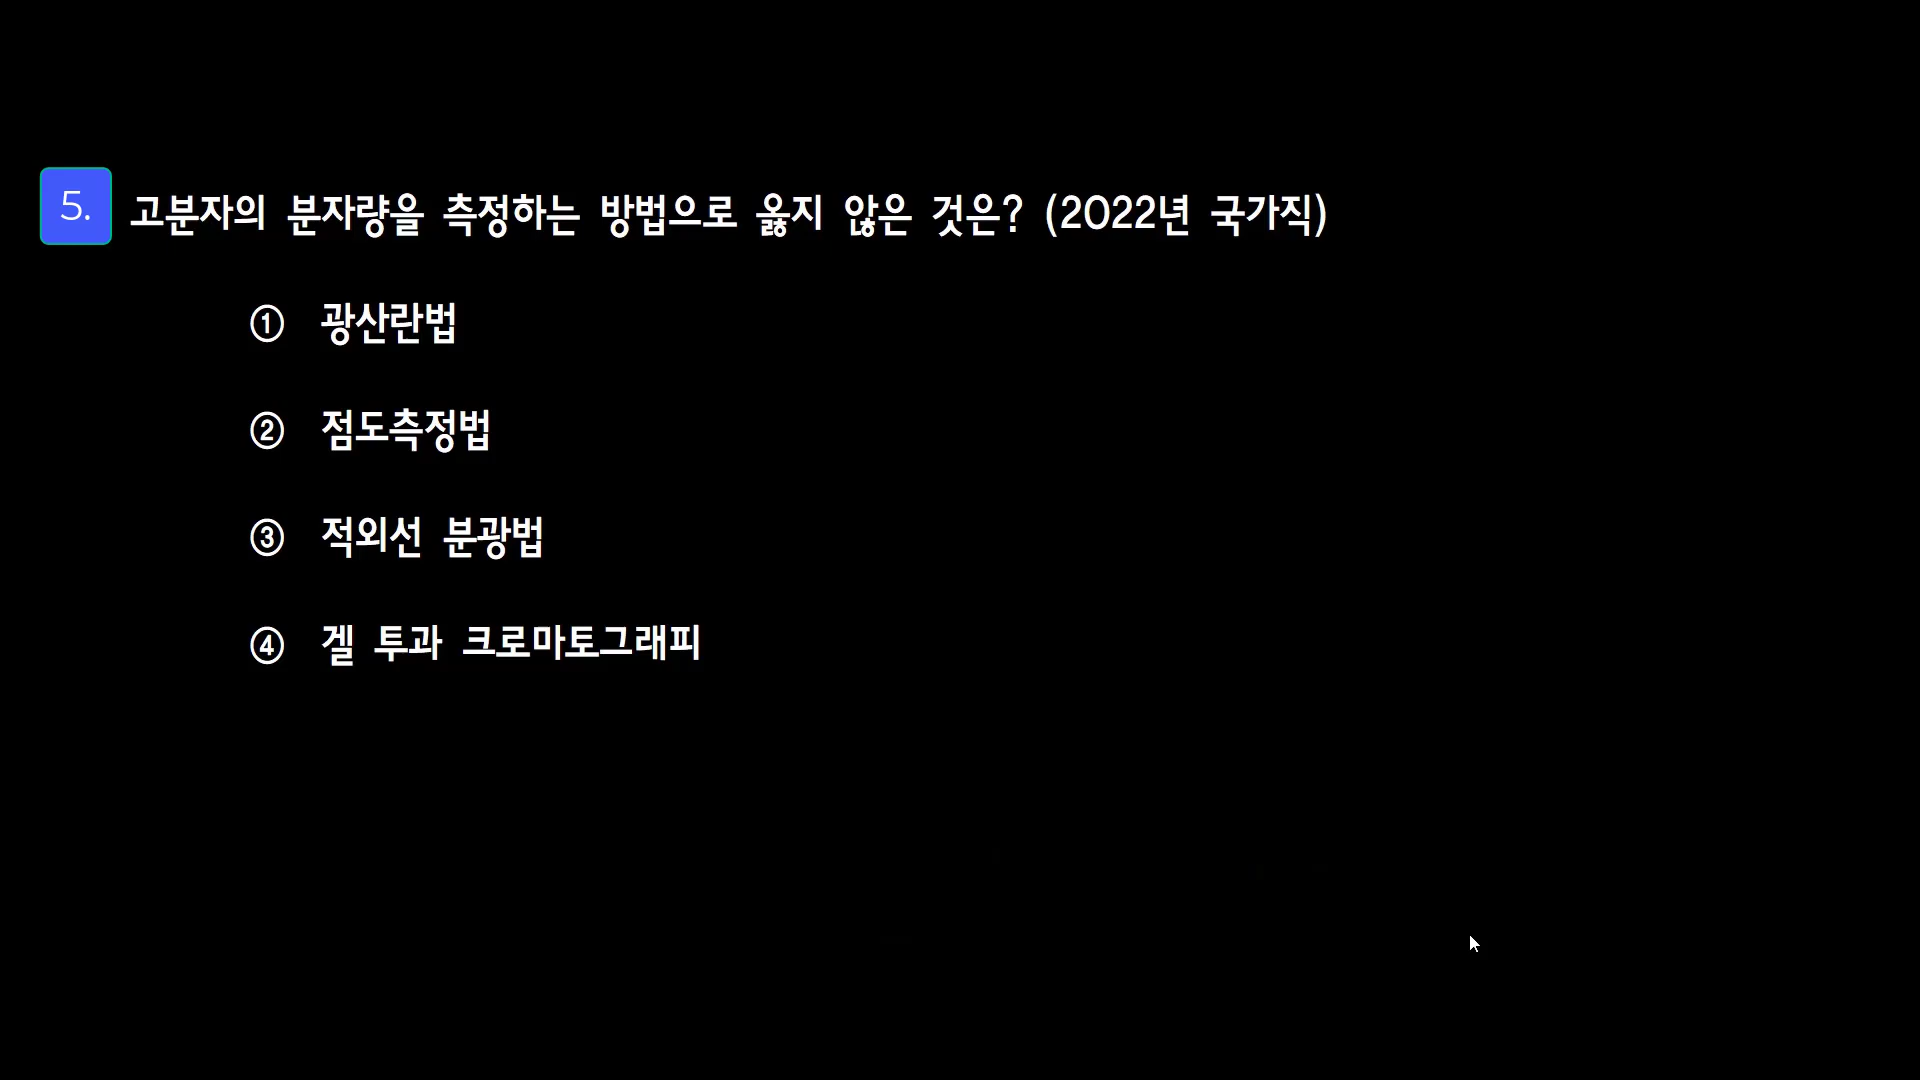 5. 고분자의 분자량을 측정하는 방법으로 옳지 않은 것은? (2022년 국가직)
① 광산란법
② 점도측정법
③ 적외선 분광법
④ 겔 투과 크로마토그래피